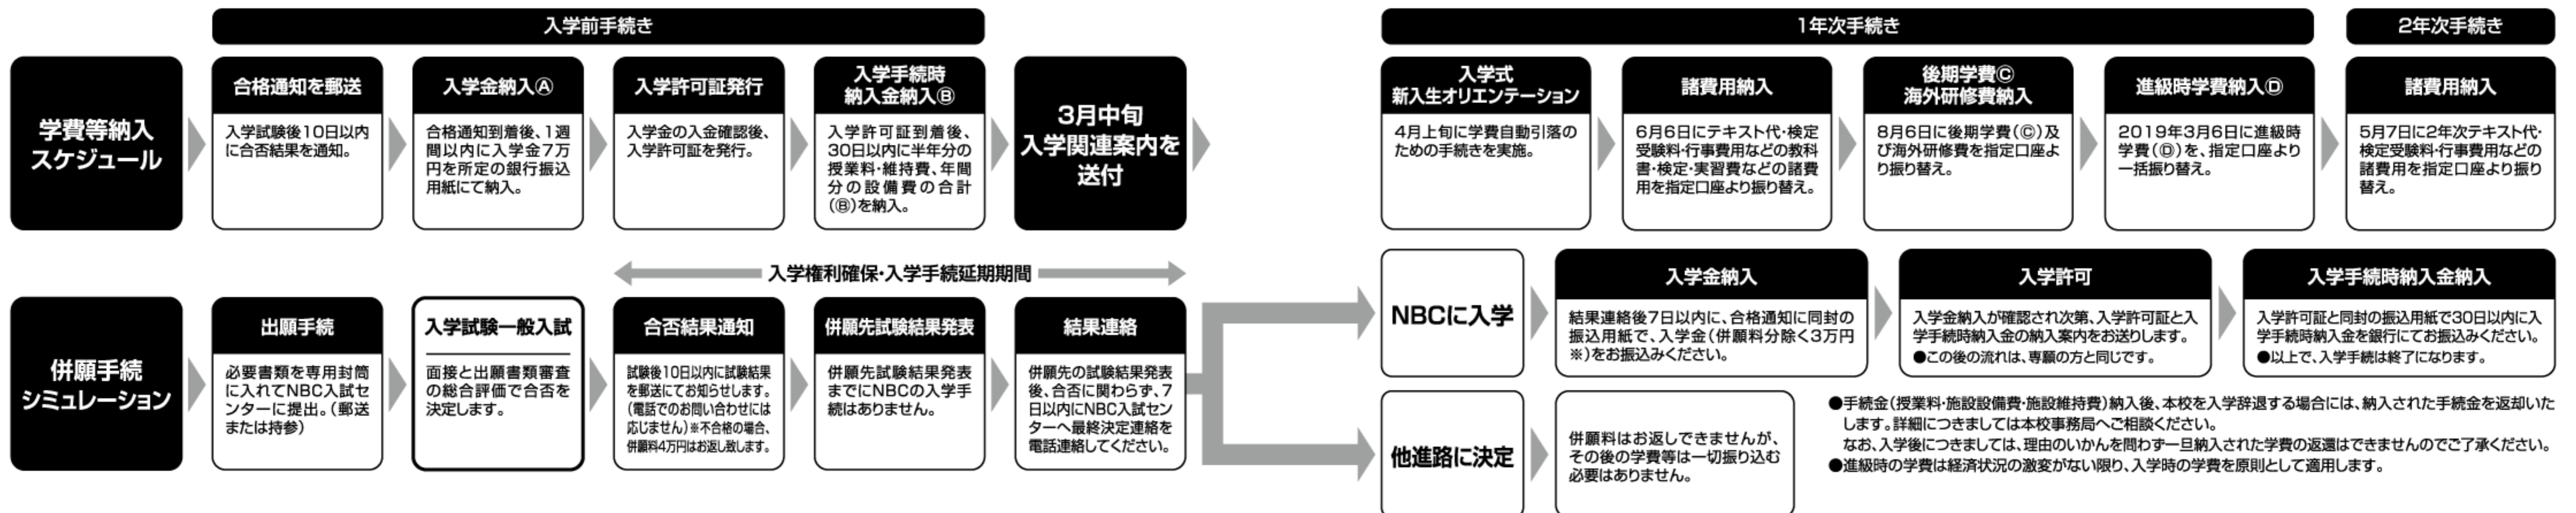 入学前手続き
1年次手続き
2年次手続き
学費等納入
スケジュール
合格通知を郵送
入学試験後10日以内
に合否結果を通知。
入学金納入Ⓐ
合格通知到着後、1週
間以内に入学金7万
円を所定の銀行振込
用紙にて納入。
入学許可証発行
入学金の入金確認後、
入学許可証を発行。
入学手続時
納入金納入Ⓑ
入学許可証到着後、
30日以内に半年分の
授業料・維持費、年間
分の設備費の合計
(Ⓑ)を納入。
3月中旬
入学関連案内を
送付
入学式
新入生オリエンテーション
4月上旬に学費自動引落の
ための手続きを実施。
諸費用納入
6月6日にテキスト代・検定
受験料・行事費用などの教科
書・検定・実習費などの諸費
用を指定口座より振り替え。
後期学費Ⓒ
海外研修費納入
8月6日に後期学費(Ⓒ)及
び海外研修費を指定口座よ
り振り替え。
進級時学費納入Ⓓ
2019年3月6日に進級時
学費(Ⓓ)を、指定口座より
一括振り替え。
諸費用納入
5月7日に2年次テキスト代・
検定受験料・行事費用などの
諸費用を指定口座より振り
替え。
入学権利確保・入学手続延期期間
併願手続
シミュレーション
出願手続
必要書類を専用封筒
に入れてNBC入試セ
ンターに提出。(郵送
または持参)
入学試験一般入試
面接と出願書類審査
の総合評価で合否を
決定します。
合否結果通知
試験後10日以内に試験結果
を郵送にてお知らせします。
(電話でのお問い合わせには
応じません)※不合格の場合、
併願料4万円はお返し致します。
併願先試験結果発表
併願先試験結果発表
までにNBCの入学手
続はありません。
結果連絡
併願先の試験結果発表
後、合否に関わらず、7
日以内にNBC入試セン
ターへ最終決定連絡を
電話連絡してください。
NBCに入学
入学金納入
結果連絡後7日以内に、合格通知に同封の
振込用紙で、入学金(併願料分除く3万円
※)をお振込みください。
入学許可
入学金納入が確認され次第、入学許可証と入
学手続時納入金の納入案内をお送りします。
●この後の流れは、専願の方と同じです。
入学手続時納入金納入
入学許可証と同封の振込用紙で30日以内に入
学手続時納入金を銀行にてお振込みください。
●以上で、入学手続は終了になります。
他進路に決定
併願料はお返しできませんが、
その後の学費等は一切振り込む
必要はありません。
●手続金(授業料・施設設備費・施設維持費)納入後、本校を入学辞退する場合には、納入された手続金を返却いた
します。詳細につきましては本校事務局へご相談ください。
なお、入学後につきましては、理由のいかんを問わず一旦納入された学費の返還はできませんのでご了承ください。
●進級時の学費は経済状況の激変がない限り、入学時の学費を原則として適用します。